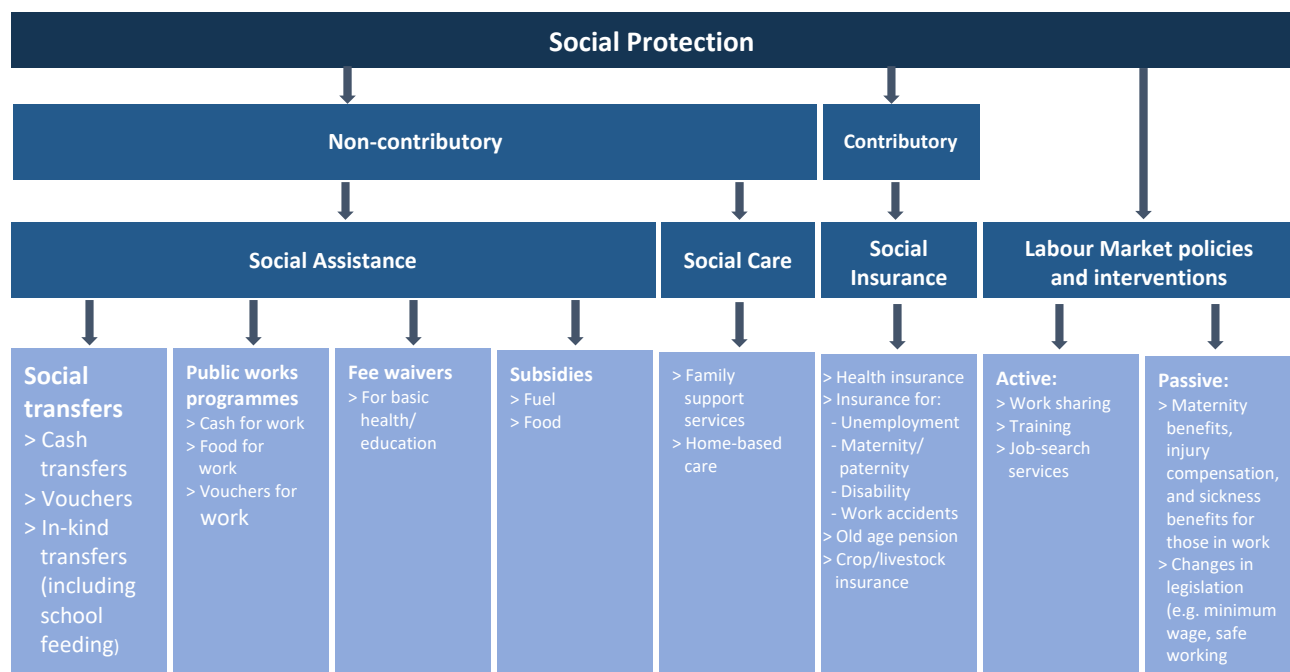 Social Protection
Non-contributory
Contributory
Social Assistance
Social Care
Social
Insurance
Labour Market policies
and interventions
Social
transfers
> Cash
transfers
> Vouchers
> In-kind
transfers
(including
school
feeding)
Public works
programmes
> Cash for work
> Food for
work
> Vouchers for
work
Fee waivers
> For basic
health/
education
Subsidies
> Fuel
> Food
> Family
support
services
> Home-based
care
> Health insurance
> Insurance for:
- Unemployment
- Maternity/
paternity
- Disability
- Work accidents
> Old age pension
> Crop/livestock
insurance
Active:
> Work sharing
> Training
> Job-search
services
Passive:
> Maternity
benefits,
injury
compensation,
and sickness
benefits for
those in work
> Changes in
legislation
(e.g. minimum
wage, safe
working